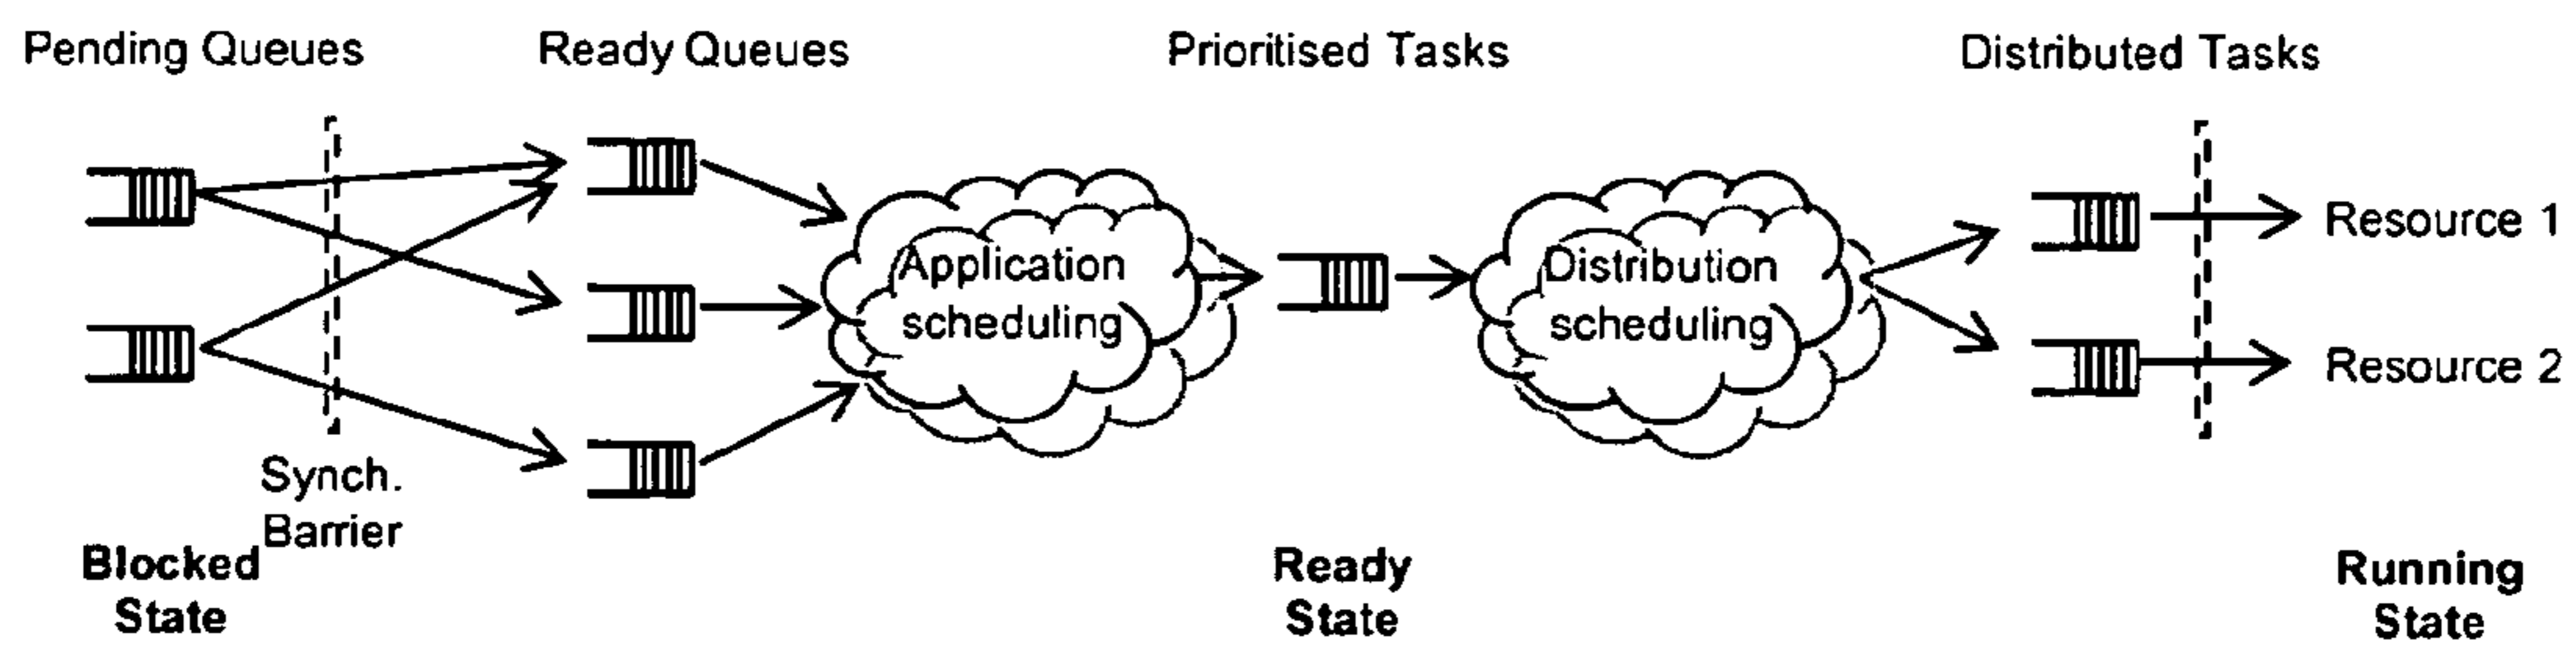 Pending Queues
Ready Queues
Prioritised Tasks
Distributed Tasks
Application
scheduling
Distribution
scheduling
Resource 1
Resource 2
Synch.
Barrier
Blocked
State
Ready
State
Running
State